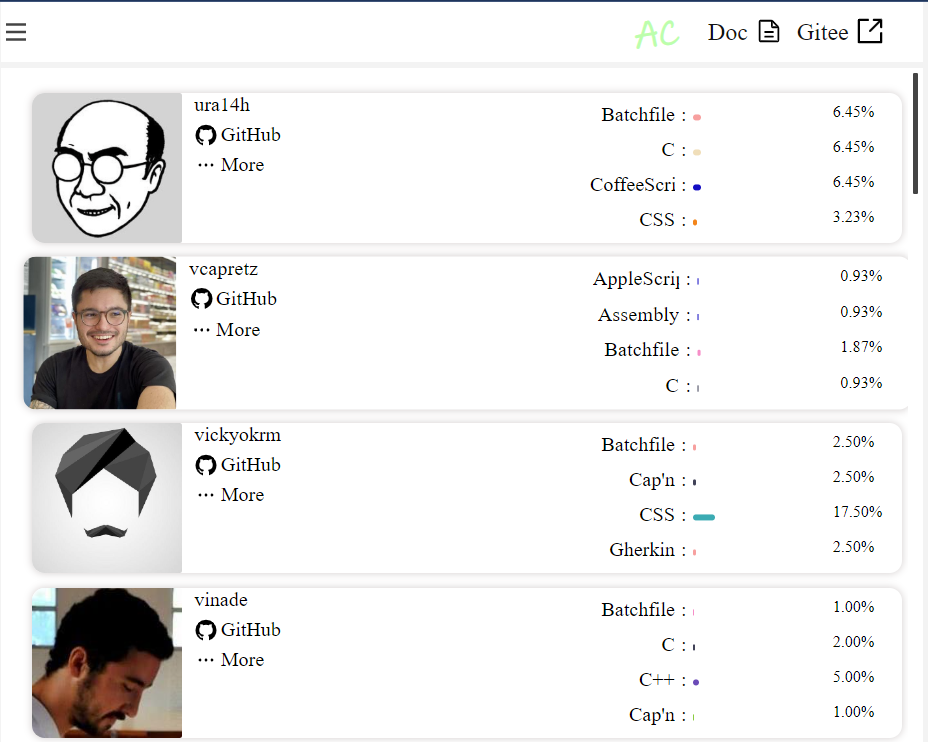 AC Doc Gitee
ura14h
GitHub
··· More
Batchfile : 6.45%
C : 6.45%
CoffeeScri : 6.45%
CSS : 3.23%
vcapretz
GitHub
··· More
AppleScrip : 0.93%
Assembly : 0.93%
Batchfile : 1.87%
C : 0.93%
vickyokrm
GitHub
··· More
Batchfile : 2.50%
Cap'n : 2.50%
CSS : 17.50%
Gherkin : 2.50%
vinade
GitHub
··· More
Batchfile : 1.00%
C : 2.00%
C++ : 5.00%
Cap'n : 1.00%